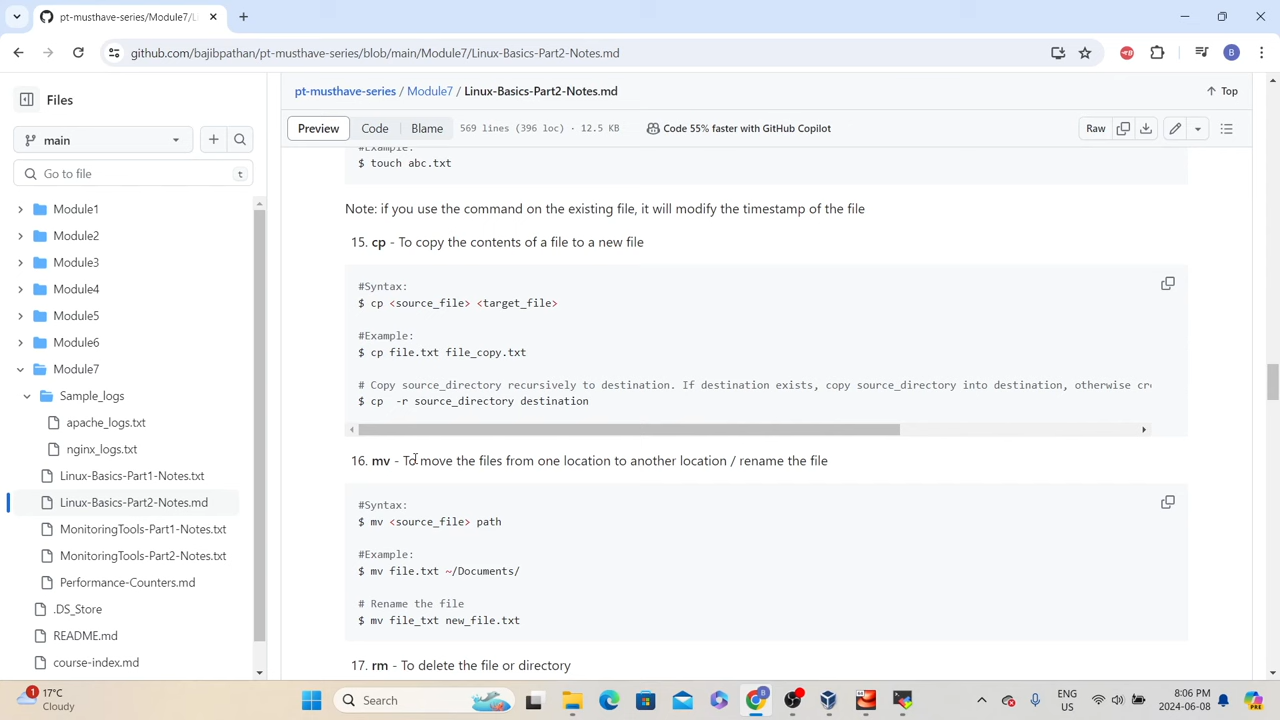 pt-musthave-series/Module7/Li
github.com/bajibpathan/pt-musthave-series/blob/main/Module7/Linux-Basics-Part2-Notes.md
B
Files
main
Go to file
t
Module1
Module2
Module3
Module4
Module5
Module6
Module7
Sample_logs
apache_logs.txt
nginx_logs.txt
Linux-Basics-Part1-Notes.txt
Linux-Basics-Part2-Notes.md
MonitoringTools-Part1-Notes.txt
MonitoringTools-Part2-Notes.txt
Performance-Counters.md
.DS_Store
README.md
course-index.md
pt-musthave-series / Module7 / Linux-Basics-Part2-Notes.md
Top
Preview Code Blame 569 lines (396 loc) · 12.5 KB Code 55% faster with GitHub Copilot Raw
#Example:
$ touch abc.txt
Note: if you use the command on the existing file, it will modify the timestamp of the file
15. cp - To copy the contents of a file to a new file
#Syntax:
$ cp <source_file> <target_file>
#Example:
$ cp file.txt file_copy.txt
# Copy source_directory recursively to destination. If destination exists, copy source_directory into destination, otherwise cre
$ cp  -r source_directory destination
16. mv - To move the files from one location to another location / rename the file
#Syntax:
$ mv <source_file> path
#Example:
$ mv file.txt ~/Documents/
# Rename the file
$ mv file_txt new_file.txt
17. rm - To delete the file or directory
1
17°C
Cloudy
Search
B
ENG
US
8:06 PM
2024-06-08
PRE